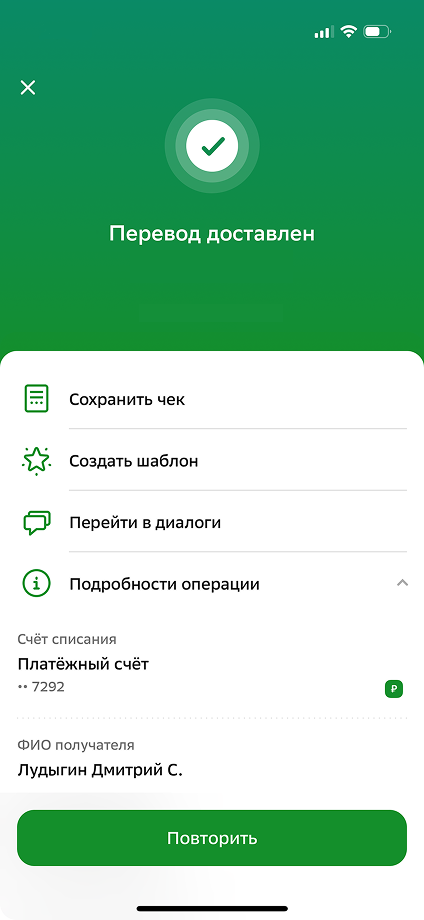 Перевод доставлен
Сохранить чек
Создать шаблон
Перейти в диалоги
Подробности операции
Счёт списания
Платёжный счёт
•• 7292
₽
ФИО получателя
Лудыгин Дмитрий С.
Повторить